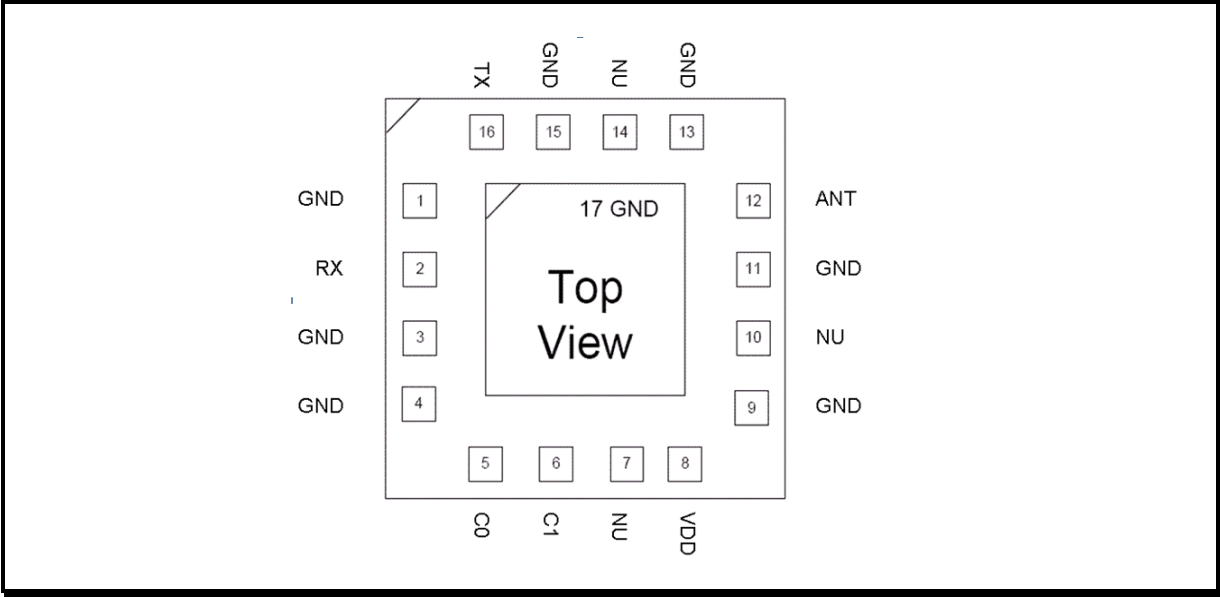 TX GND NU GND
16 15 14 13
GND 1 12 ANT
17 GND
RX 2 11 GND
Top
View
GND 3 10 NU
GND 4 9 GND
5 6 7 8
C0 C1 NU VDD